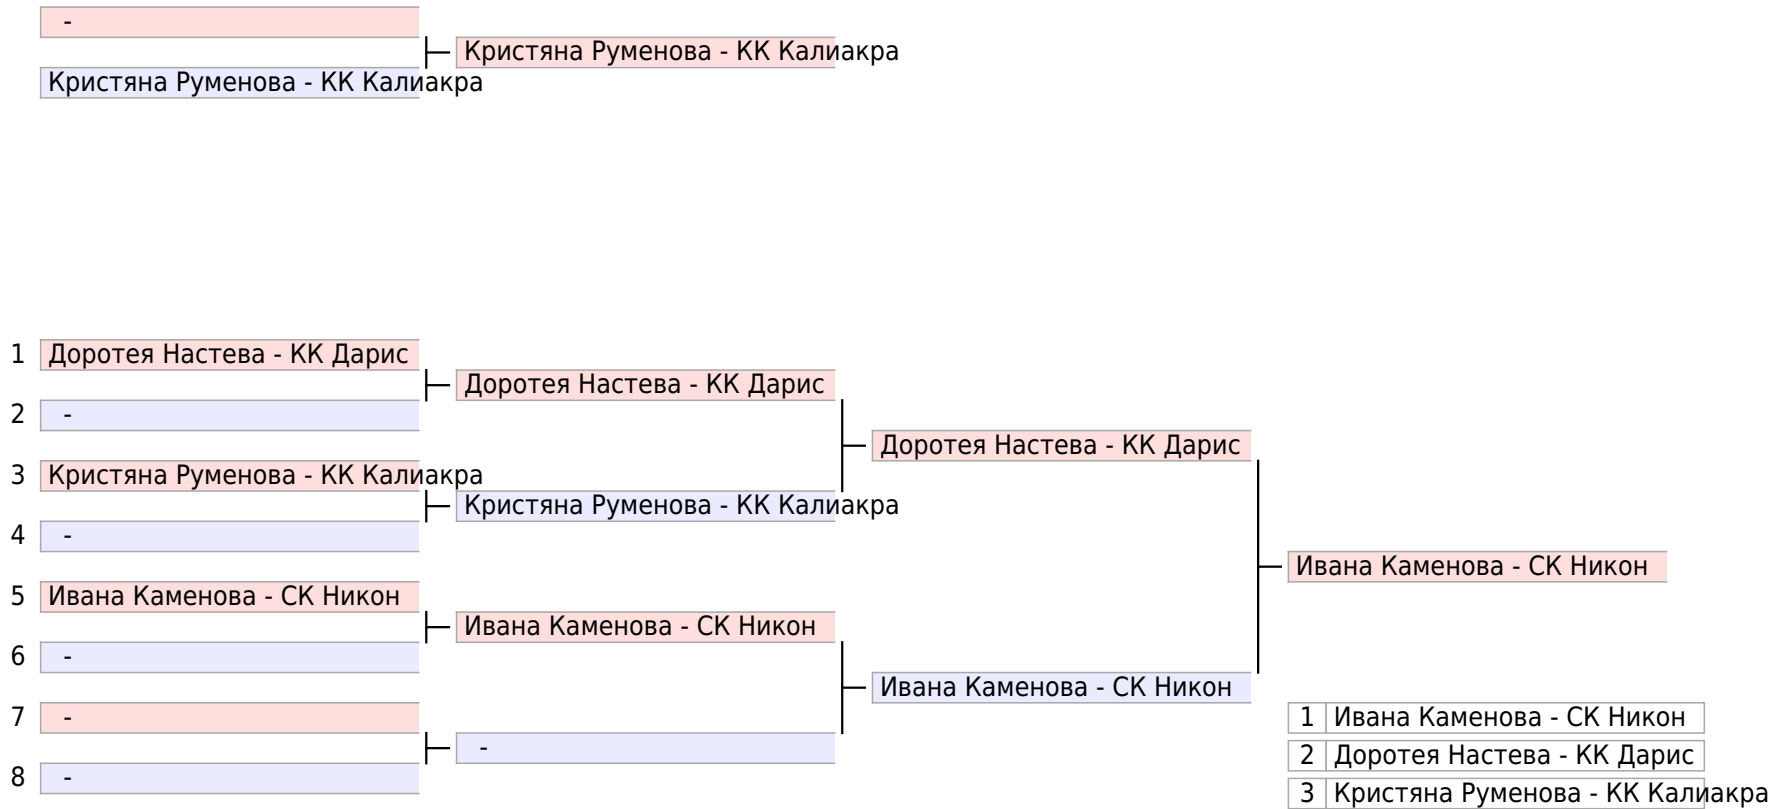 -
Кристяна Руменова - КК Калиакра
Кристяна Руменова - КК Калиакра
1 Доротея Настева - КК Дарис
Доротея Настева - КК Дарис
2 -
Доротея Настева - КК Дарис
3 Кристяна Руменова - КК Калиакра
Кристяна Руменова - КК Калиакра
4 -
Ивана Каменова - СК Никон
5 Ивана Каменова - СК Никон
Ивана Каменова - СК Никон
6 -
Ивана Каменова - СК Никон
7 -
-
8 -
1 Ивана Каменова - СК Никон
2 Доротея Настева - КК Дарис
3 Кристяна Руменова - КК Калиакра